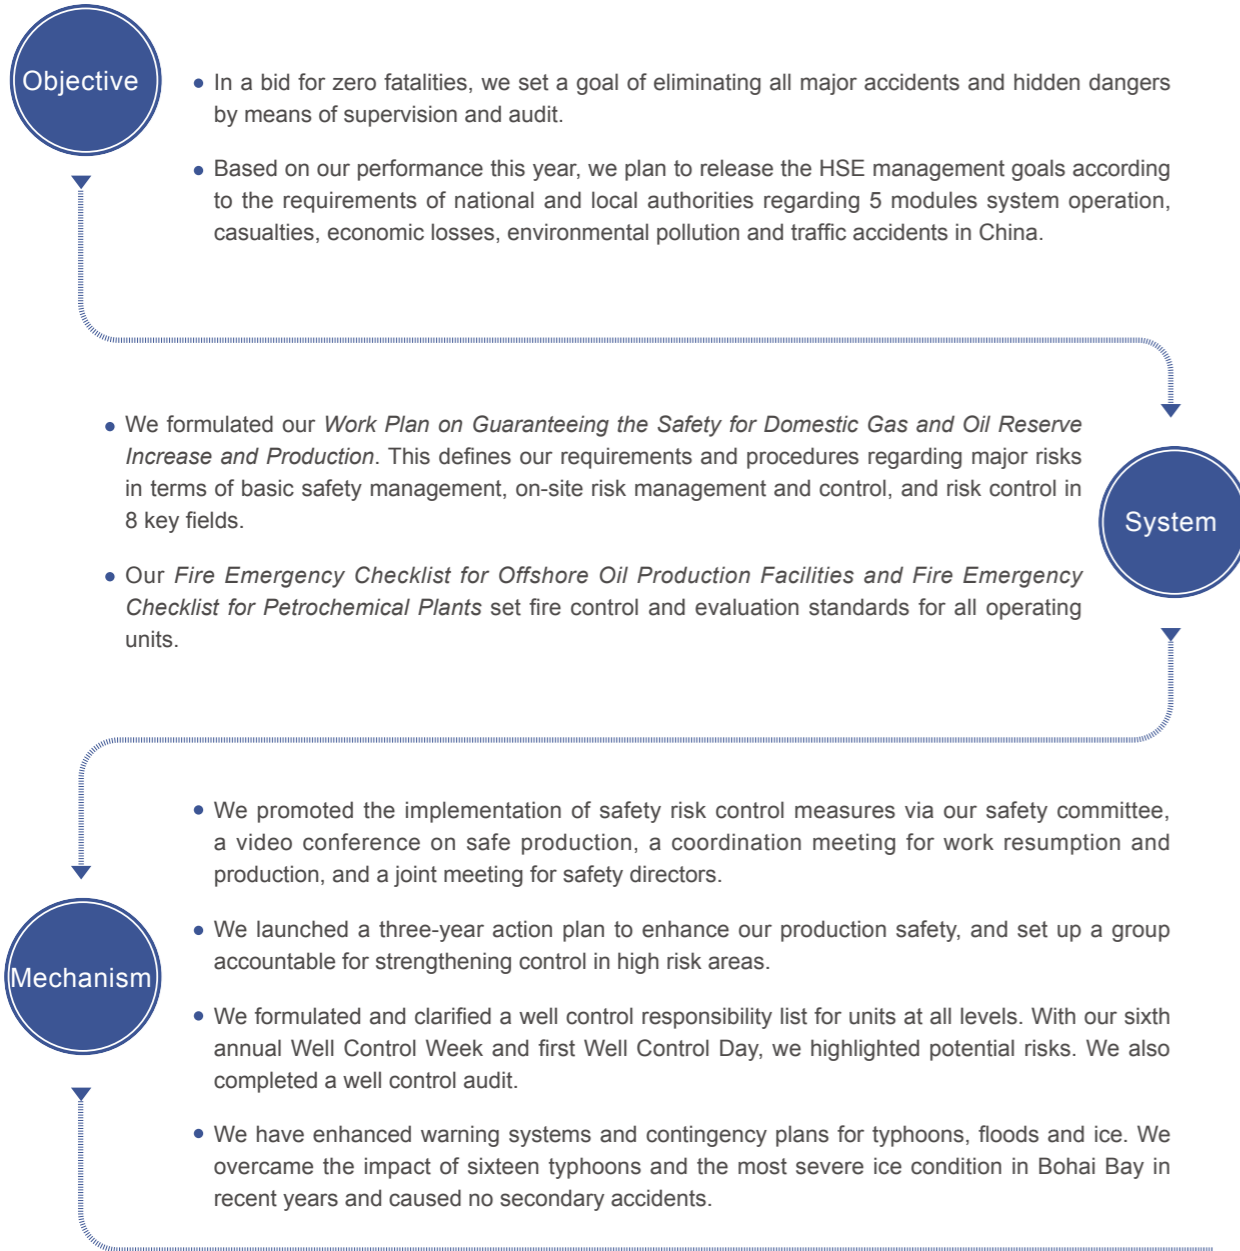 Objective
• In a bid for zero fatalities, we set a goal of eliminating all major accidents and hidden dangers
by means of supervision and audit.
• Based on our performance this year, we plan to release the HSE management goals according
to the requirements of national and local authorities regarding 5 modules system operation,
casualties, economic losses, environmental pollution and traffic accidents in China.
• We formulated our Work Plan on Guaranteeing the Safety for Domestic Gas and Oil Reserve
Increase and Production. This defines our requirements and procedures regarding major risks
in terms of basic safety management, on-site risk management and control, and risk control in
8 key fields.
System
• Our Fire Emergency Checklist for Offshore Oil Production Facilities and Fire Emergency
Checklist for Petrochemical Plants set fire control and evaluation standards for all operating
units.
• We promoted the implementation of safety risk control measures via our safety committee,
a video conference on safe production, a coordination meeting for work resumption and
production, and a joint meeting for safety directors.
• We launched a three-year action plan to enhance our production safety, and set up a group
accountable for strengthening control in high risk areas.
Mechanism
• We formulated and clarified a well control responsibility list for units at all levels. With our sixth
annual Well Control Week and first Well Control Day, we highlighted potential risks. We also
completed a well control audit.
• We have enhanced warning systems and contingency plans for typhoons, floods and ice. We
overcame the impact of sixteen typhoons and the most severe ice condition in Bohai Bay in
recent years and caused no secondary accidents.